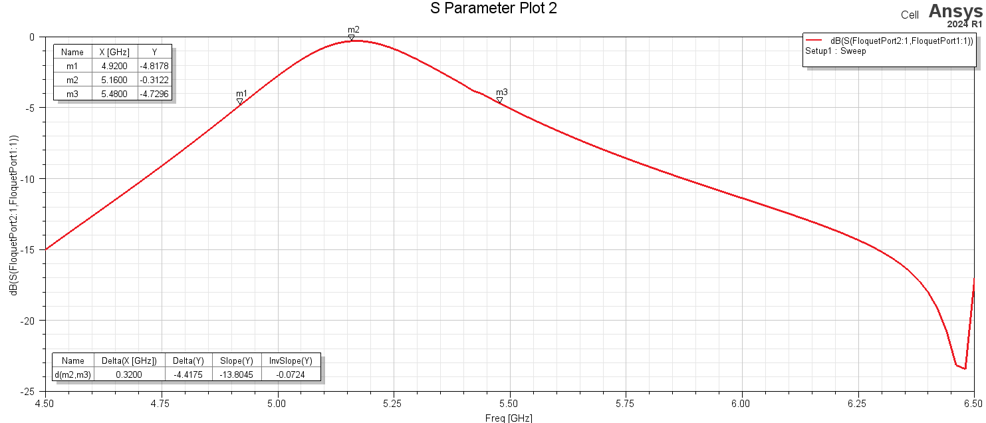 S Parameter Plot 2
Cell Ansys
2024 R1
dB(S(FloquetPort2:1,FloquetPort1:1))
Setup1 : Sweep
Name X [GHz] Y
m1 4.9200 -4.8178
m2 5.1600 -0.3122
m3 5.4800 -4.7296
m1
m2
m3
dB(S(FloquetPort2:1,FloquetPort1:1))
0
-5
-10
-15
-20
-25
Name Delta(X [GHz]) Delta(Y) Slope(Y) InvSlope(Y)
d(m2,m3) 0.3200 -4.4175 -13.8045 -0.0724
4.50 4.75 5.00 5.25 5.50 5.75 6.00 6.25 6.50
Freq [GHz]